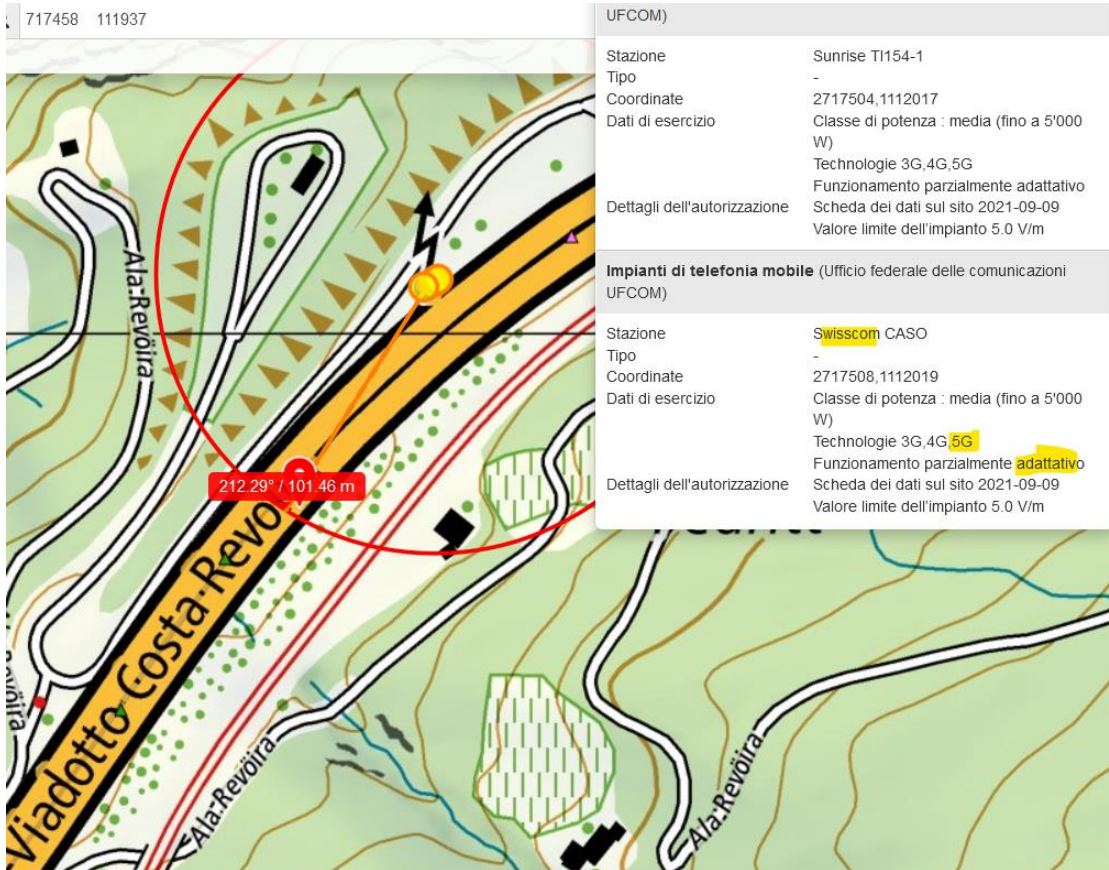 717458 111937
UFCOM)
Stazione Sunrise TI154-1
Tipo -
Coordinate 2717504,1112017
Dati di esercizio Classe di potenza : media (fino a 5'000
W)
Technologie 3G,4G,5G
Funzionamento parzialmente adattativo
Dettagli dell'autorizzazione Scheda dei dati sul sito 2021-09-09
Valore limite dell'impianto 5.0 V/m
Impianti di telefonia mobile (Ufficio federale delle comunicazioni
UFCOM)
Stazione Swisscom CASO
Tipo -
Coordinate 2717508,1112019
Dati di esercizio Classe di potenza : media (fino a 5'000
W)
Technologie 3G,4G,5G
Funzionamento parzialmente adattativo
Dettagli dell'autorizzazione Scheda dei dati sul sito 2021-09-09
Valore limite dell'impianto 5.0 V/m
Ala.Revöira
212.29° / 101.46 m
Viadotto Costa Revo
Ala.Revöira
Ala.Revöira